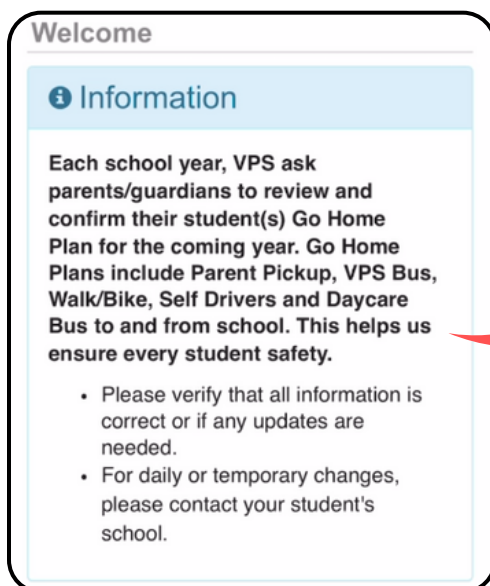 Welcome
Information
Each school year, VPS ask
parents/guardians to review and
confirm their student(s) Go Home
Plan for the coming year. Go Home
Plans include Parent Pickup, VPS Bus,
Walk/Bike, Self Drivers and Daycare
Bus to and from school. This helps us
ensure every student safety.
• Please verify that all information is
correct or if any updates are
needed.
• For daily or temporary changes,
please contact your student's
school.